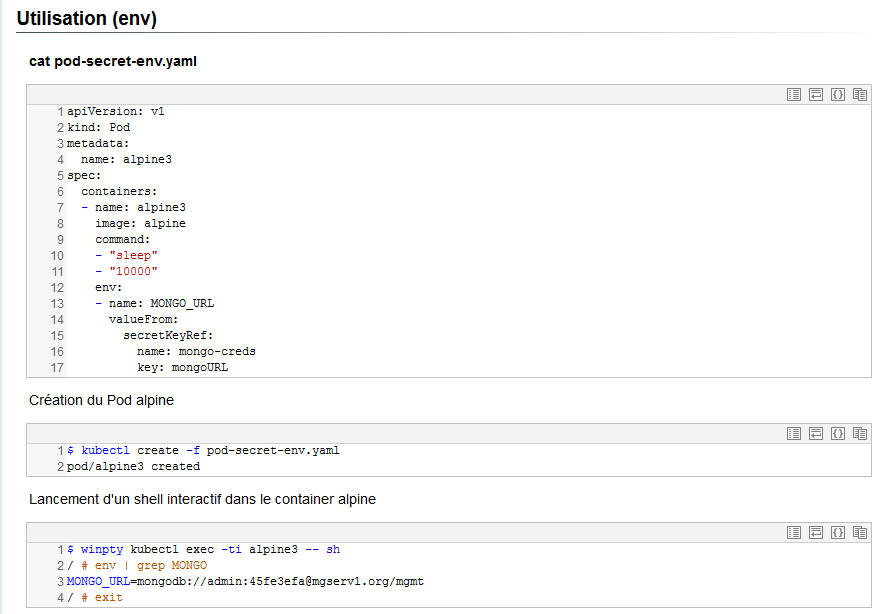 Utilisation (env)
cat pod-secret-env.yaml
1 apiVersion: v1
2 kind: Pod
3 metadata:
4   name: alpine3
5 spec:
6   containers:
7   - name: alpine3
8     image: alpine
9     command:
10     - "sleep"
11     - "10000"
12     env:
13     - name: MONGO_URL
14       valueFrom:
15         secretKeyRef:
16           name: mongo-creds
17           key: mongoURL
Création du Pod alpine
1 $ kubectl create -f pod-secret-env.yaml
2 pod/alpine3 created
Lancement d'un shell interactif dans le container alpine
1 $ winpty kubectl exec -ti alpine3 -- sh
2 / # env | grep MONGO
3 MONGO_URL=mongodb://admin:45fe3efa@mgserv1.org/mgmt
4 / # exit